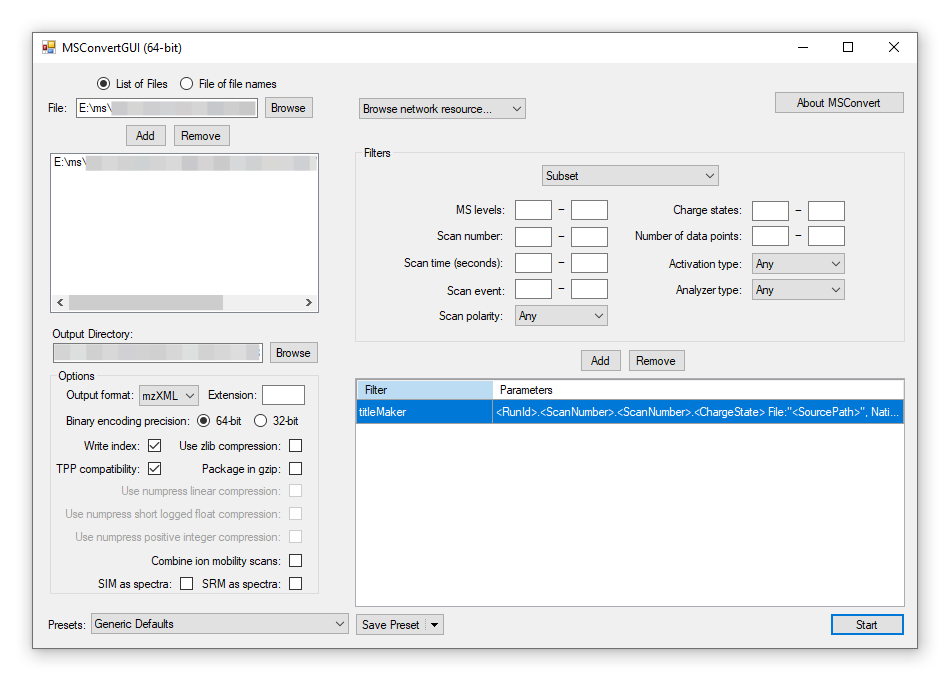 MSConvertGUI (64-bit)
List of Files File of file names
File: E:\ms\ Browse
Add Remove
E:\ms\
Output Directory:
Browse
Options
Output format: mzXML Extension:
Binary encoding precision: 64-bit 32-bit
Write index: Use zlib compression:
TPP compatibility: Package in gzip:
Use numpress linear compression:
Use numpress short logged float compression:
Use numpress positive integer compression:
Combine ion mobility scans:
SIM as spectra: SRM as spectra:
Presets: Generic Defaults Save Preset
Browse network resource... About MSConvert
Filters
Subset
MS levels: – Charge states: –
Scan number: – Number of data points: –
Scan time (seconds): – Activation type: Any
Scan event: – Analyzer type: Any
Scan polarity: Any
Add Remove
Filter Parameters
titleMaker <RunId>.<ScanNumber>.<ScanNumber>.<ChargeState> File:"<SourcePath>", Nati...
Start